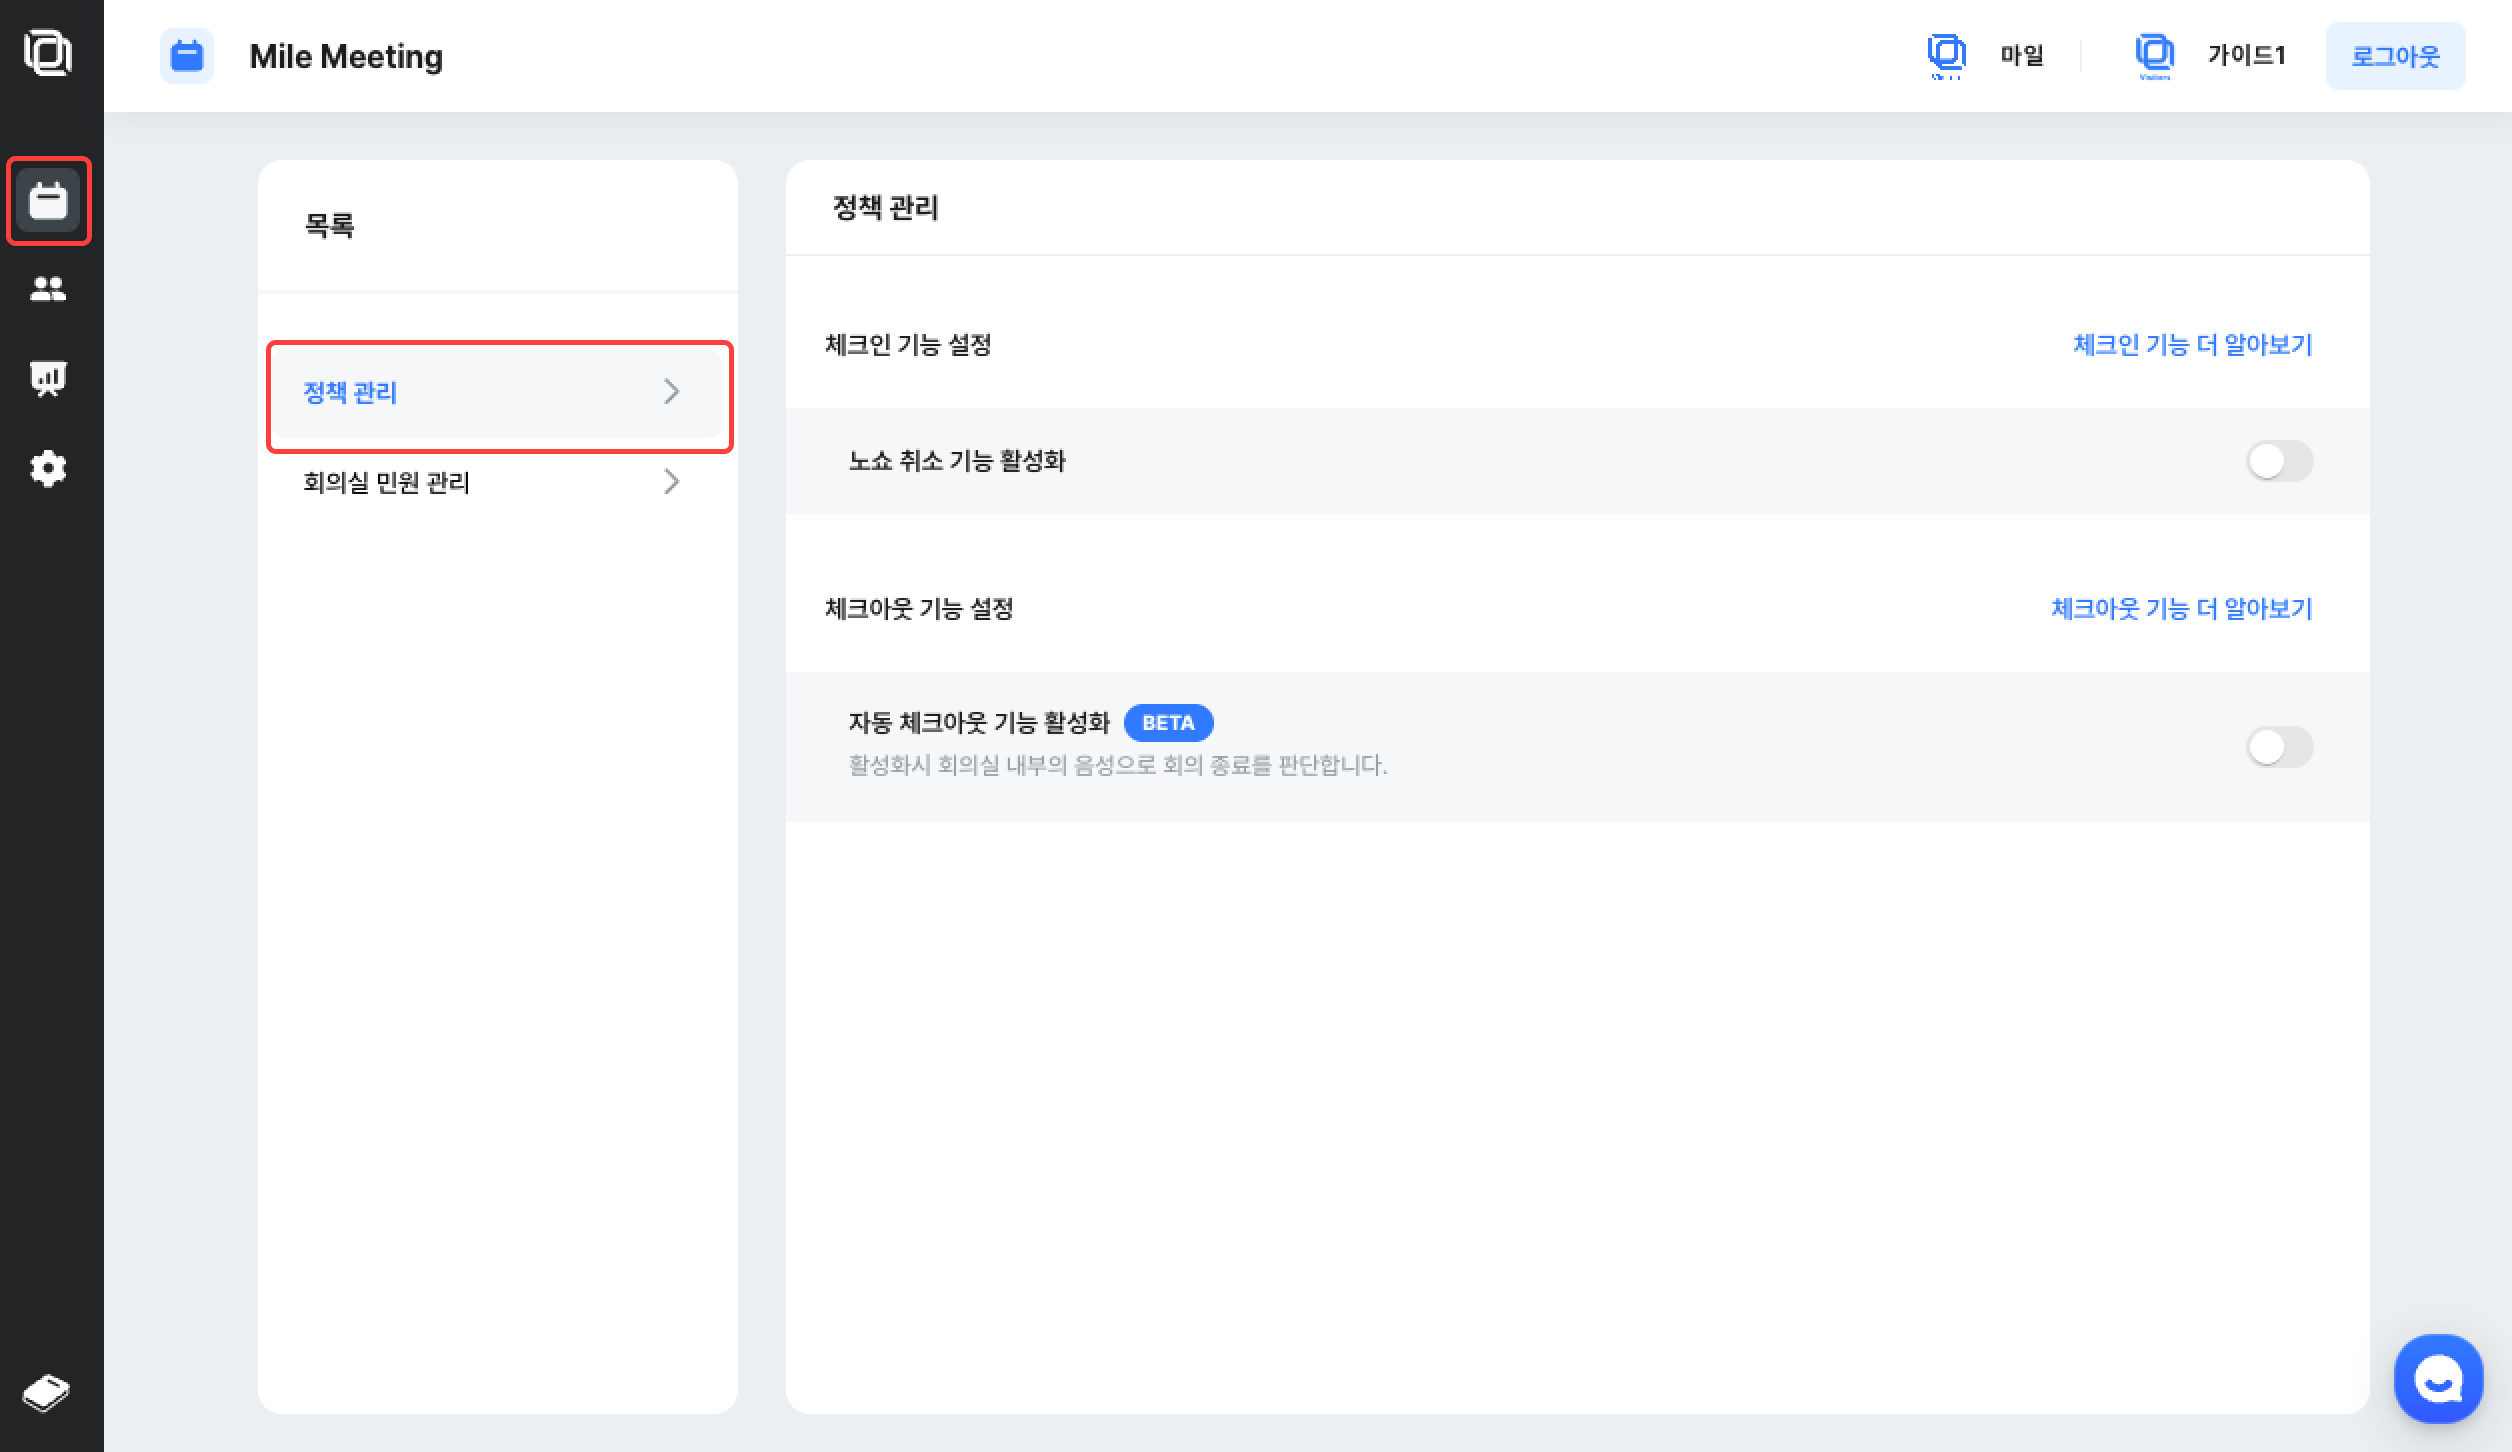 Mile Meeting
마일
가이드1
로그아웃
목록
정책 관리
회의실 민원 관리
정책 관리
체크인 기능 설정
체크인 기능 더 알아보기
노쇼 취소 기능 활성화
체크아웃 기능 설정
체크아웃 기능 더 알아보기
자동 체크아웃 기능 활성화 BETA
활성화시 회의실 내부의 음성으로 회의 종료를 판단합니다.